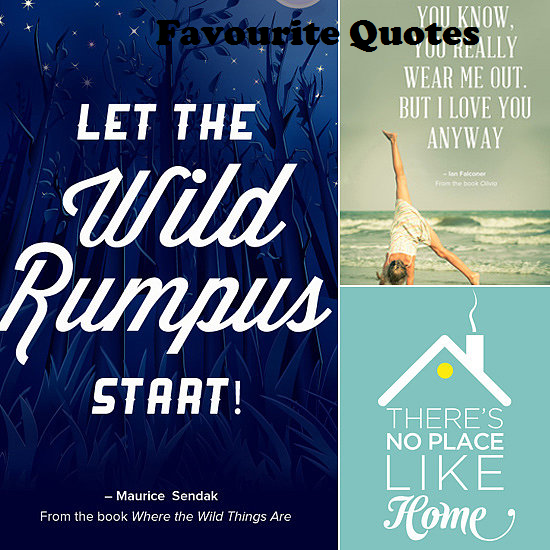 Favourite Quotes
LET THE
Wild
Rumpus
START!
– Maurice Sendak
From the book Where the Wild Things Are
YOU KNOW,
YOU REALLY
WEAR ME OUT.
BUT I LOVE YOU
ANYWAY
– Ian Falconer
From the book Olivia
THERE'S
NO PLACE
LIKE
Home